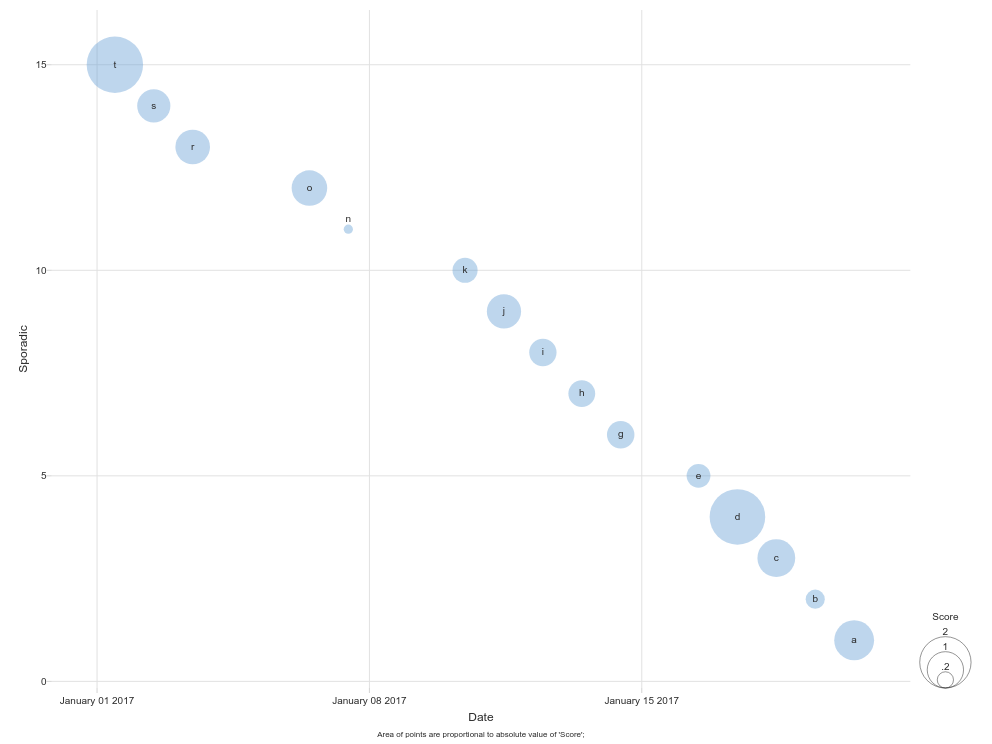 15
t
s
r
o
n
10
k
j
i
h
g
5
e
d
c
b
a
0
Sporadic
January 01 2017
January 08 2017
January 15 2017
Date
Area of points are proportional to absolute value of 'Score';
Score
2
1
.2